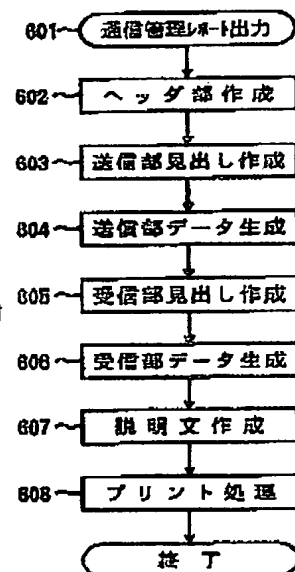 601 通信管理レポート出力
602 ヘッダ部作成
603 送信部見出し作成
604 送信部データ生成
605 受信部見出し作成
606 受信部データ生成
607 説明文作成
608 プリント処理
終了